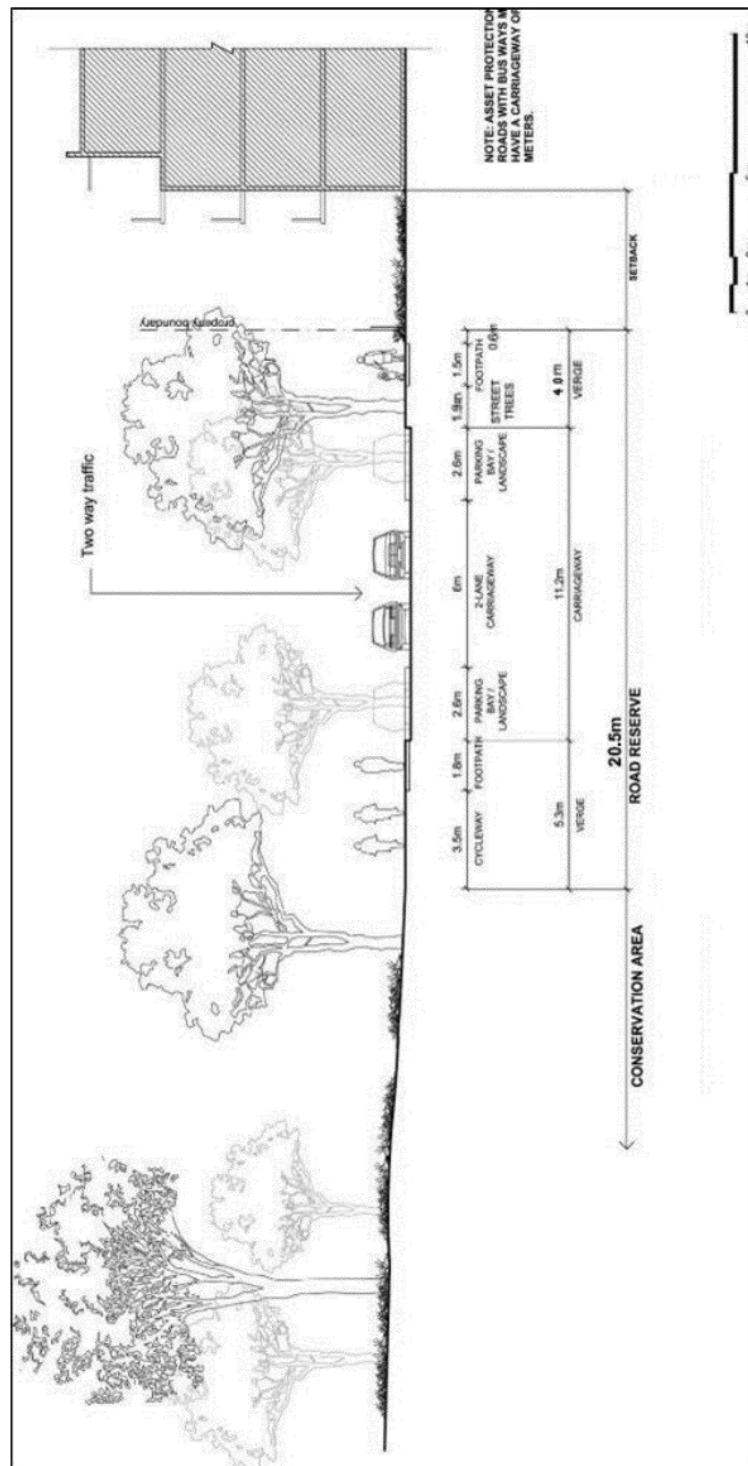 NOTE: ASSET PROTECTION
ROADS WITH BUS WAYS M
HAVE A CARRIAGEWAY OF
METERS.
Two way traffic
property boundary
3.5m
1.8m
2.6m
6m
2.6m
1.9m
1.5m
0.6m
CYCLEWAY
FOOTPATH
PARKING
BAY /
LANDSCAPE
2-LANE
CARRIAGEWAY
PARKING
BAY /
LANDSCAPE
STREET
TREES
FOOTPATH
5.3m
11.2m
4.0m
VERGE
CARRIAGEWAY
VERGE
20.5m
CONSERVATION AREA
ROAD RESERVE
SETBACK